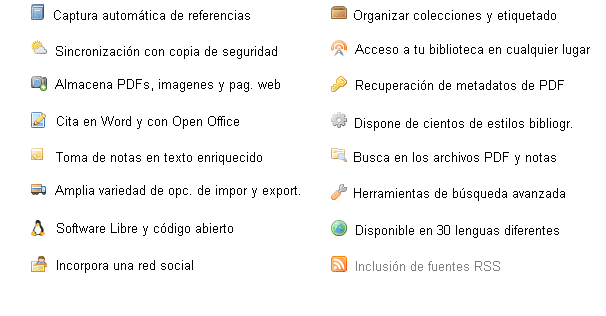 Captura automática de referencias
Organizar colecciones y etiquetado
Sincronización con copia de seguridad
Acceso a tu biblioteca en cualquier lugar
Almacena PDFs, imagenes y pag. web
Recuperación de metadatos de PDF
Cita en Word y con Open Office
Dispone de cientos de estilos bibliogr.
Toma de notas en texto enriquecido
Busca en los archivos PDF y notas
Amplia variedad de opc. de impor y export.
Herramientas de búsqueda avanzada
Software Libre y código abierto
Disponible en 30 lenguas diferentes
Incorpora una red social
Inclusión de fuentes RSS